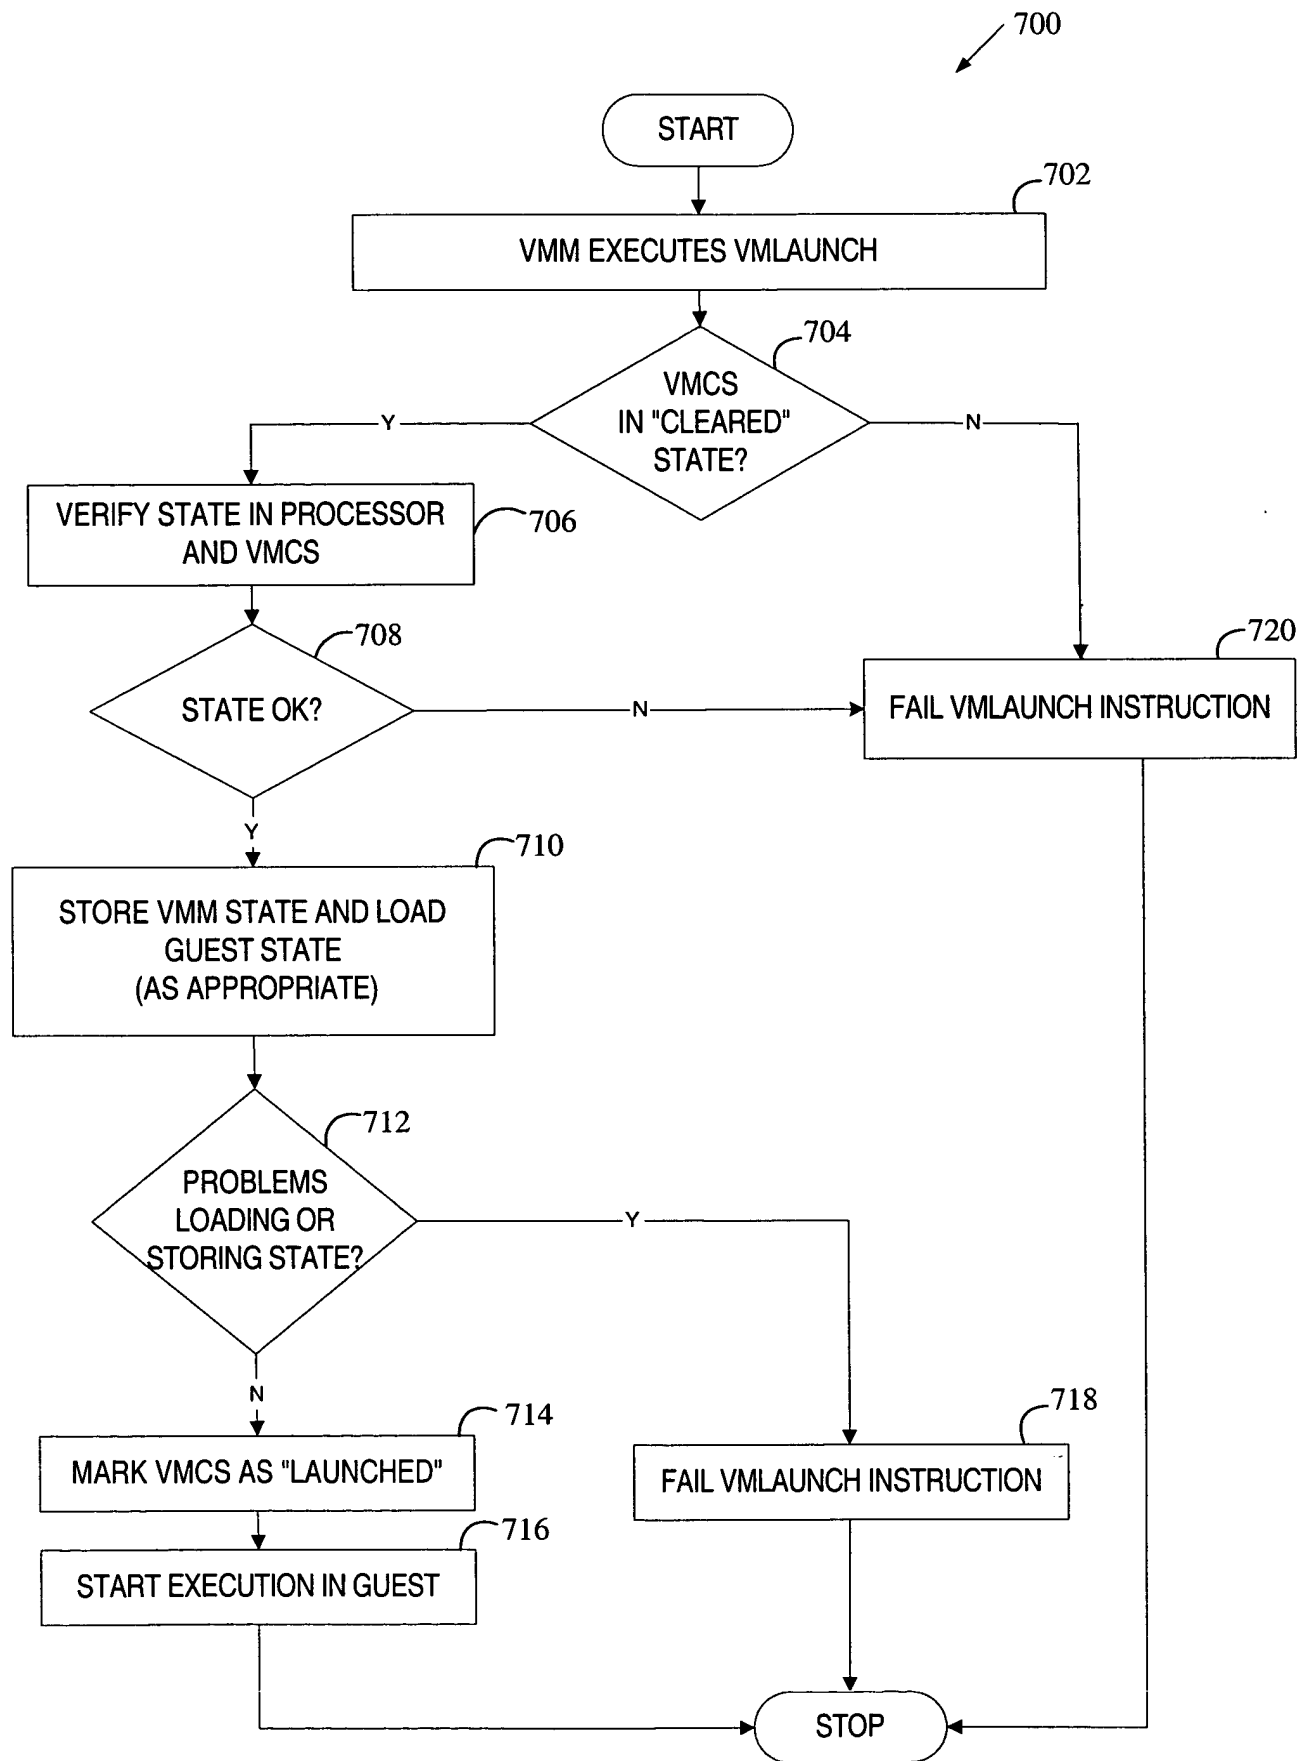 700
START
702
VMM EXECUTES VMLAUNCH
704
VMCS
IN "CLEARED"
STATE?
Y
N
VERIFY STATE IN PROCESSOR
AND VMCS
706
708
STATE OK?
N
720
FAIL VMLAUNCH INSTRUCTION
Y
710
STORE VMM STATE AND LOAD
GUEST STATE
(AS APPROPRIATE)
712
PROBLEMS
LOADING OR
STORING STATE?
Y
N
714
MARK VMCS AS "LAUNCHED"
718
FAIL VMLAUNCH INSTRUCTION
716
START EXECUTION IN GUEST
STOP